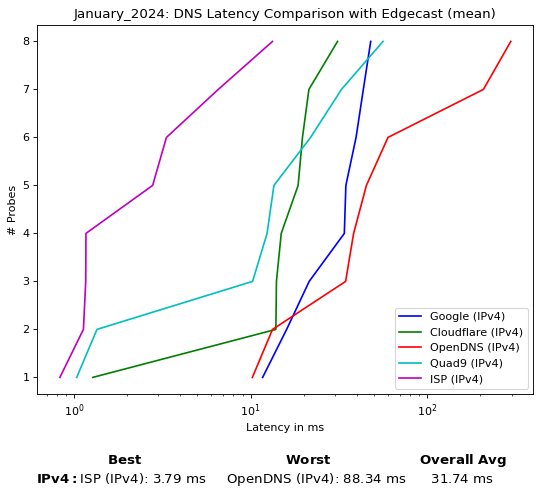 January_2024: DNS Latency Comparison with Edgecast (mean)
8
7
6
5
4
3
2
1
# Probes
Google (IPv4)
Cloudflare (IPv4)
OpenDNS (IPv4)
Quad9 (IPv4)
ISP (IPv4)
10⁰ 10¹ 10²
Latency in ms
Best Worst Overall Avg
IPv4: ISP (IPv4): 3.79 ms OpenDNS (IPv4): 88.34 ms 31.74 ms